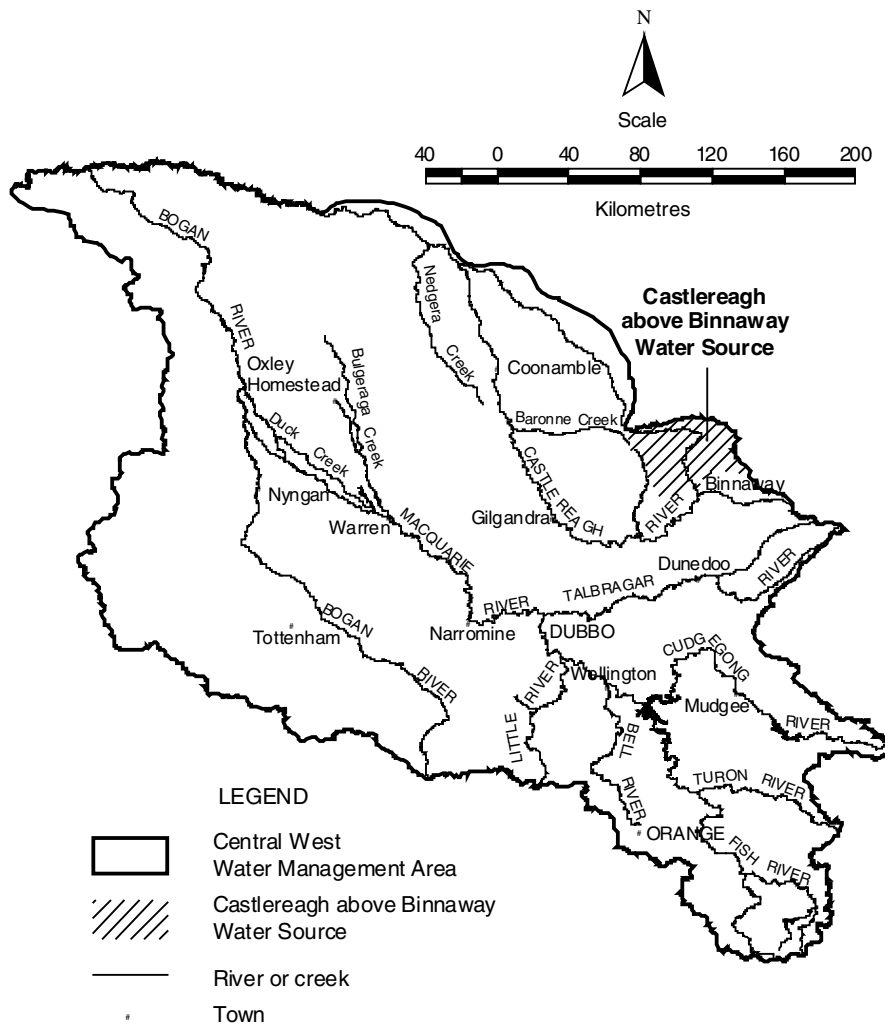 N
Scale
40 0 40 80 120 160 200
Kilometres
BOGAN
RIVER
Nedgera
Creek
Castlereagh
above Binnaway
Water Source
Coonamble
Oxley
Homestead
Bulgeraga
Creek
Baronne Creek
Duck
Creek
CASTLE REAGH
RIVER
Binnaway
Nyngan
Warren
Gilgandra
MACQUARIE
Dunedoo
RIVER
RIVER
TALBRAGAR
BOGAN
RIVER
Tottenham
Narromine
DUBBO
CUDGEGONG
RIVER
Wellington
LITTLE
RIVER
Mudgee
BELL
RIVER
TURON RIVER
ORANGE
FISH RIVER
LEGEND
Central West
Water Management Area
Castlereagh above Binnaway
Water Source
River or creek
# Town